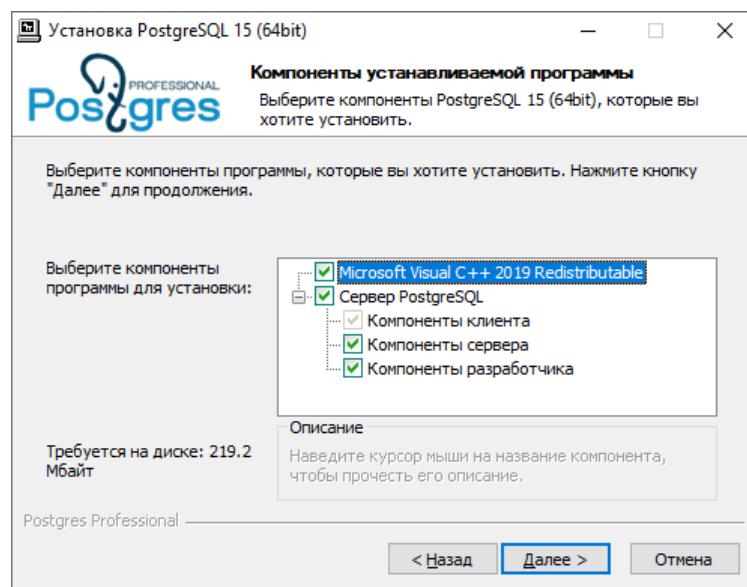 Установка PostgreSQL 15 (64bit)
PROFESSIONAL
Postgres
Компоненты устанавливаемой программы
Выберите компоненты PostgreSQL 15 (64bit), которые вы
хотите установить.
Выберите компоненты программы, которые вы хотите установить. Нажмите кнопку
"Далее" для продолжения.
Выберите компоненты
программы для установки:
Microsoft Visual C++ 2019 Redistributable
Сервер PostgreSQL
Компоненты клиента
Компоненты сервера
Компоненты разработчика
Требуется на диске: 219.2
Мбайт
Описание
Наведите курсор мыши на название компонента,
чтобы прочесть его описание.
Postgres Professional
< Назад
Далее >
Отмена